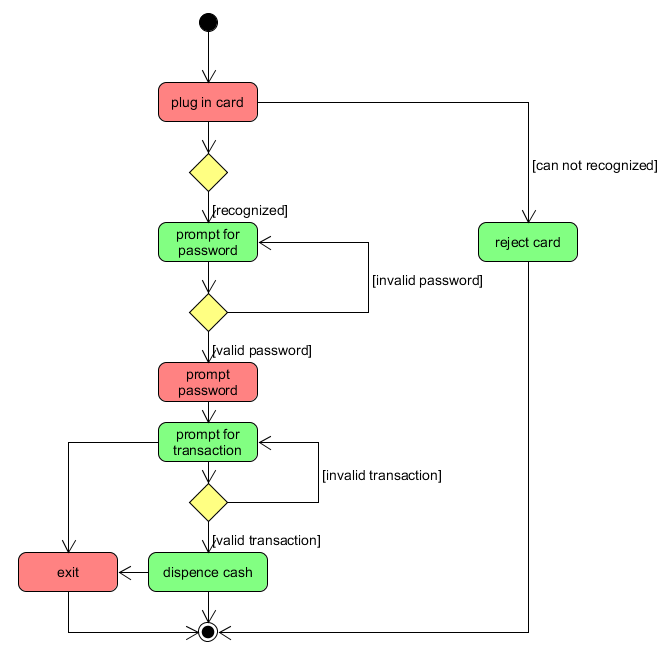 plug in card
[can not recognized]
[recognized]
prompt for
password
reject card
[invalid password]
[valid password]
prompt
password
prompt for
transaction
[invalid transaction]
[valid transaction]
exit
dispence cash